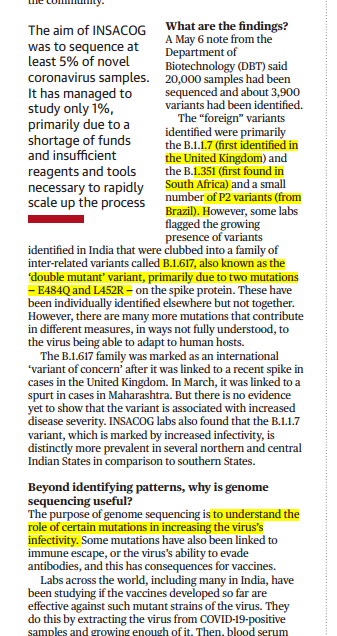 the community.
The aim of INSACOG
was to sequence at
least 5% of novel
coronavirus samples.
It has managed to
study only 1%,
primarily due to a
shortage of funds
and insufficient
reagents and tools
necessary to rapidly
scale up the process
What are the findings?
A May 6 note from the
Department of
Biotechnology (DBT) said
20,000 samples had been
sequenced and about 3,900
variants had been identified.
The “foreign” variants
identified were primarily
the B.1.1.7 (first identified in
the United Kingdom) and
the B.1.351 (first found in
South Africa) and a small
number of P2 variants (from
Brazil). However, some labs
flagged the growing
presence of variants
identified in India that were clubbed into a family of
inter-related variants called B.1.617, also known as the
‘double mutant’ variant, primarily due to two mutations
— E484Q and L452R — on the spike protein. These have
been individually identified elsewhere but not together.
However, there are many more mutations that contribute
in different measures, in ways not fully understood, to
the virus being able to adapt to human hosts.
The B.1.617 family was marked as an international
‘variant of concern’ after it was linked to a recent spike in
cases in the United Kingdom. In March, it was linked to a
spurt in cases in Maharashtra. But there is no evidence
yet to show that the variant is associated with increased
disease severity. INSACOG labs also found that the B.1.1.7
variant, which is marked by increased infectivity, is
distinctly more prevalent in several northern and central
Indian States in comparison to southern States.
Beyond identifying patterns, why is genome
sequencing useful?
The purpose of genome sequencing is to understand the
role of certain mutations in increasing the virus’s
infectivity. Some mutations have also been linked to
immune escape, or the virus’s ability to evade
antibodies, and this has consequences for vaccines.
Labs across the world, including many in India, have
been studying if the vaccines developed so far are
effective against such mutant strains of the virus. They
do this by extracting the virus from COVID-19-positive
samples and growing enough of it. Then, blood serum